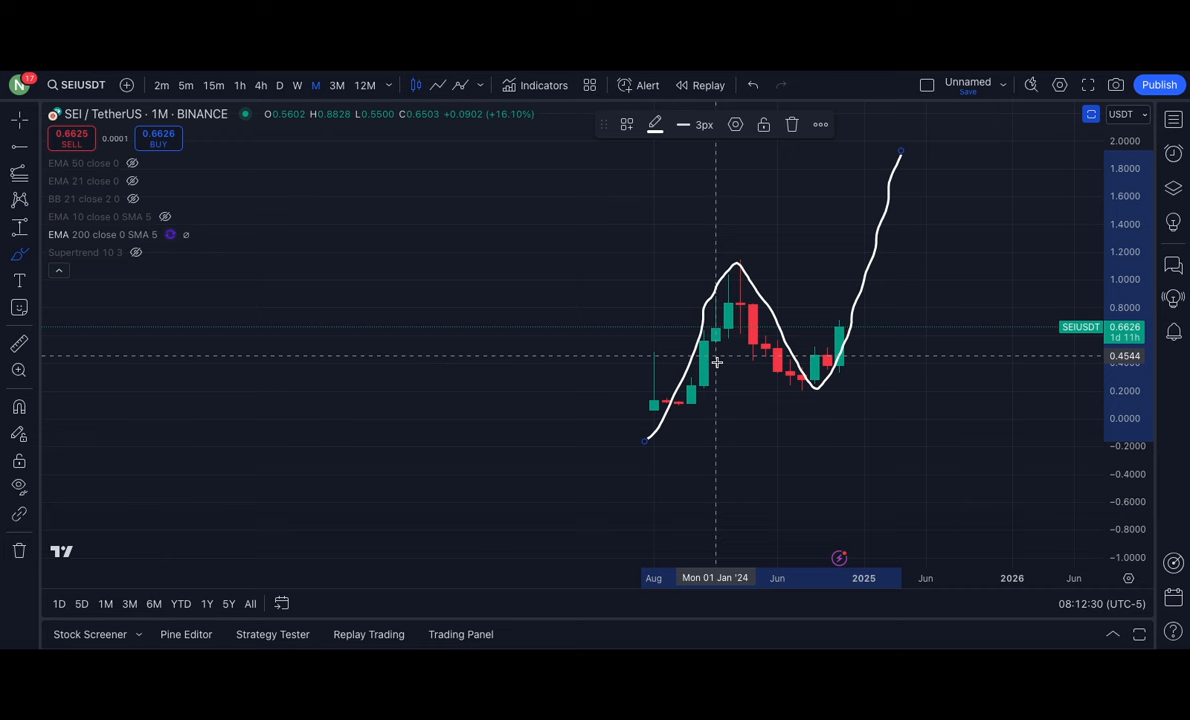 N 17 SEIUSDT 2m 5m 15m 1h 4h D W M 3M 12M Indicators Alert Replay Unnamed Save Publish
SEI / TetherUS · 1M · BINANCE O0.5602 H0.8828 L0.5500 C0.6503 +0.0902 (+16.10%) 3px USDT
0.6625 SELL 0.0001 0.6626 BUY
EMA 50 close 0
EMA 21 close 0
BB 21 close 2 0
EMA 10 close 0 SMA 5
EMA 200 close 0 SMA 5
Supertrend 10 3
2.0000
1.8000
1.6000
1.4000
1.2000
1.0000
0.8000
SEIUSDT 0.6626
1d 11h
0.4544
0.2000
0.0000
−0.2000
−0.4000
−0.6000
−0.8000
−1.0000
Aug Mon 01 Jan '24 Jun 2025 Jun 2026 Jun
1D 5D 1M 3M 6M YTD 1Y 5Y All 08:12:30 (UTC-5)
Stock Screener Pine Editor Strategy Tester Replay Trading Trading Panel